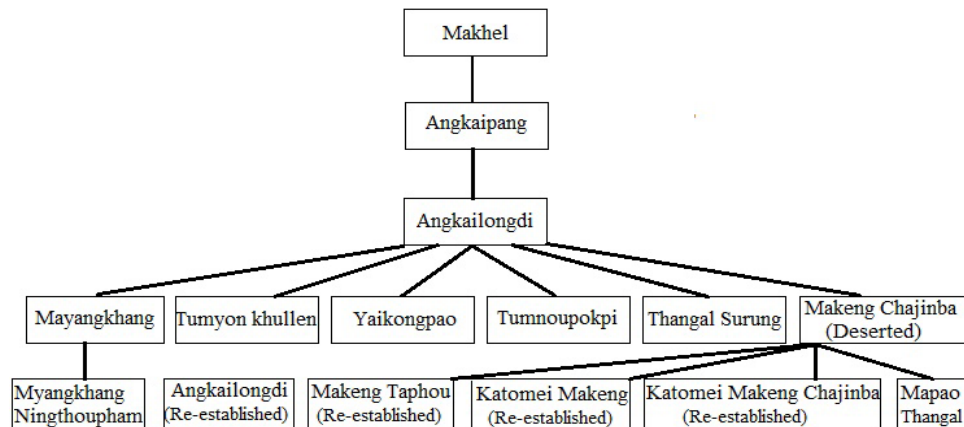 Makhel
Angkaipang
Angkailongdi
Mayangkhang
Tumyon khullen
Yaikongpao
Tumnoupokpi
Thangal Surung
Makeng Chajinba
(Deserted)
Myangkhang
Ningthoupham
Angkailongdi
(Re-established)
Makeng Taphou
(Re-established)
Katomei Makeng
(Re-established)
Katomei Makeng Chajinba
(Re-established)
Mapao
Thangal